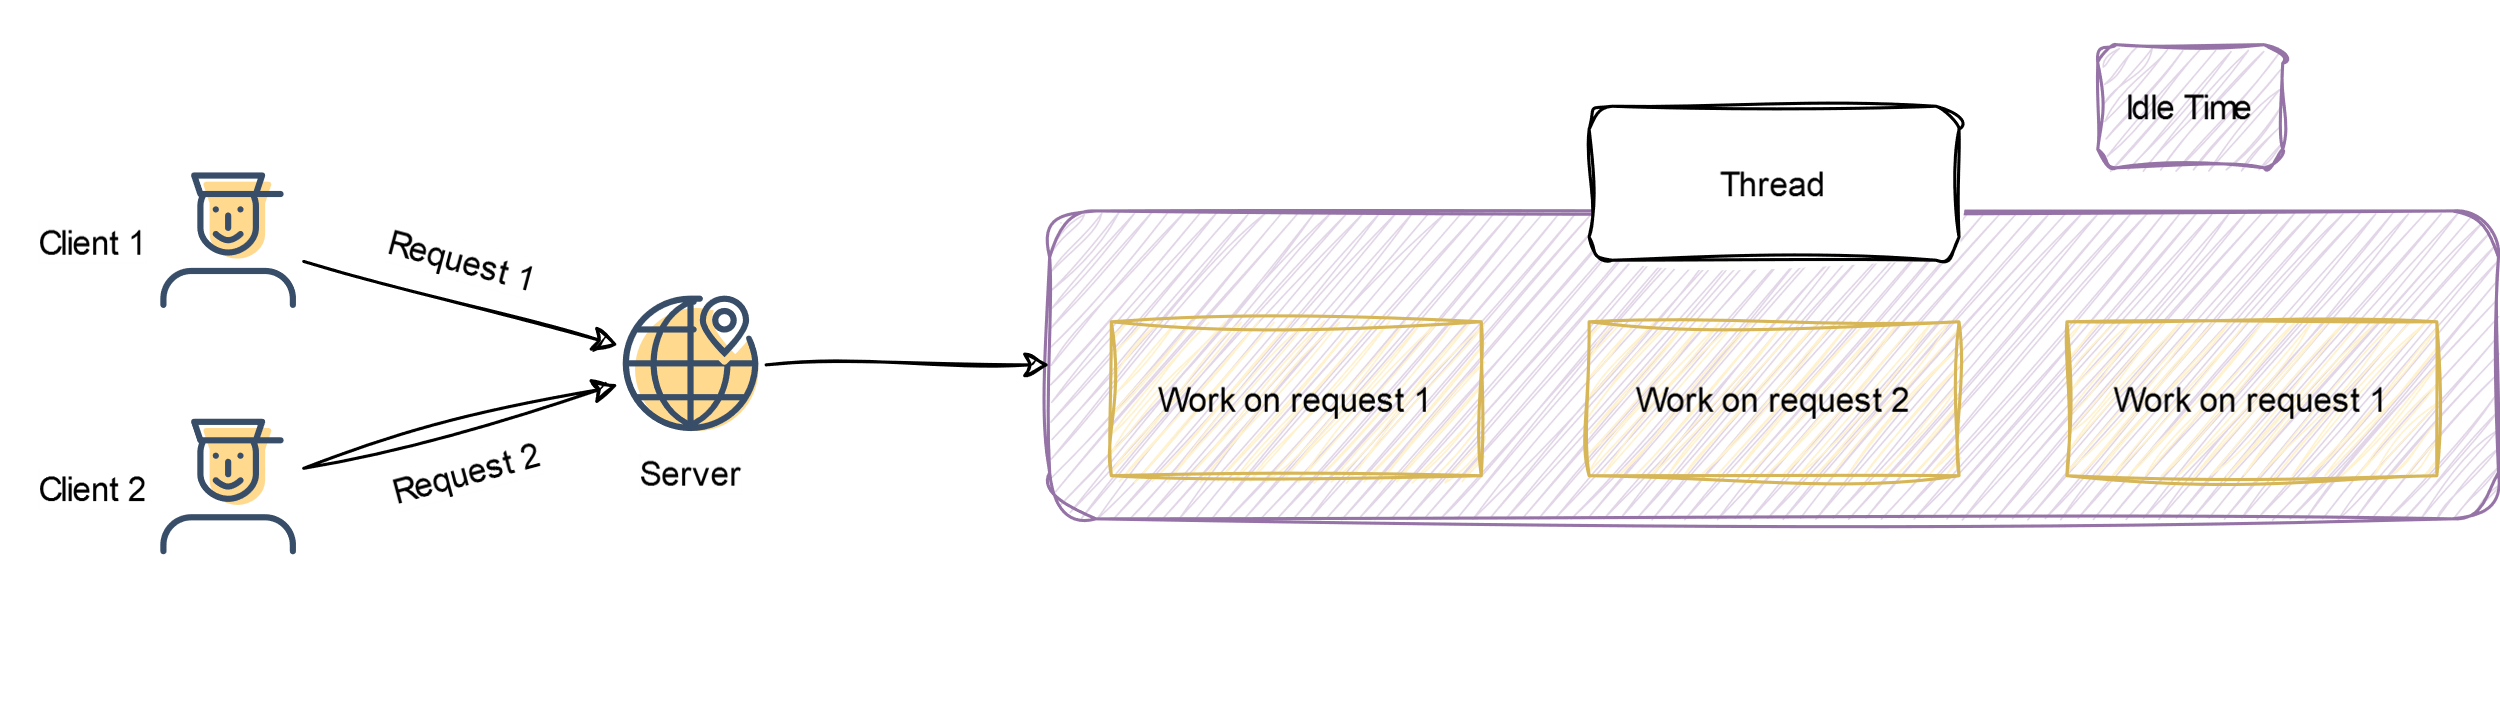 Idle Time
Thread
Client 1
Request 1
Work on request 1
Work on request 2
Work on request 1
Server
Request 2
Client 2